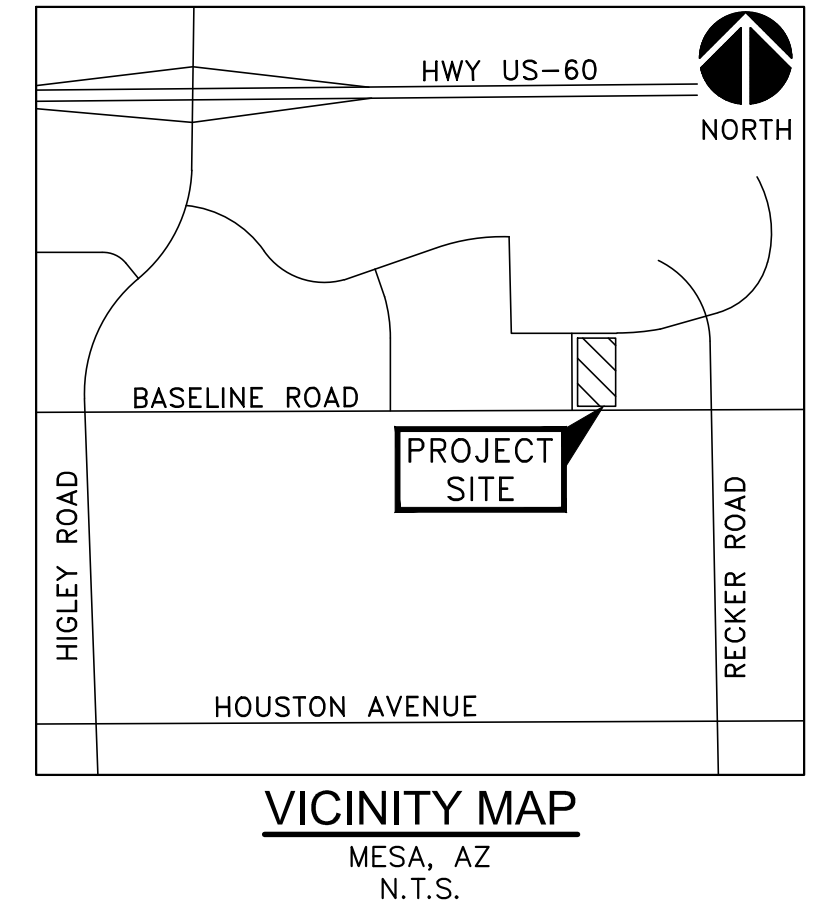 HWY US-60
NORTH
BASELINE ROAD
PROJECT
SITE
HIGLEY ROAD
RECKER ROAD
HOUSTON AVENUE
VICINITY MAP
MESA, AZ
N.T.S.